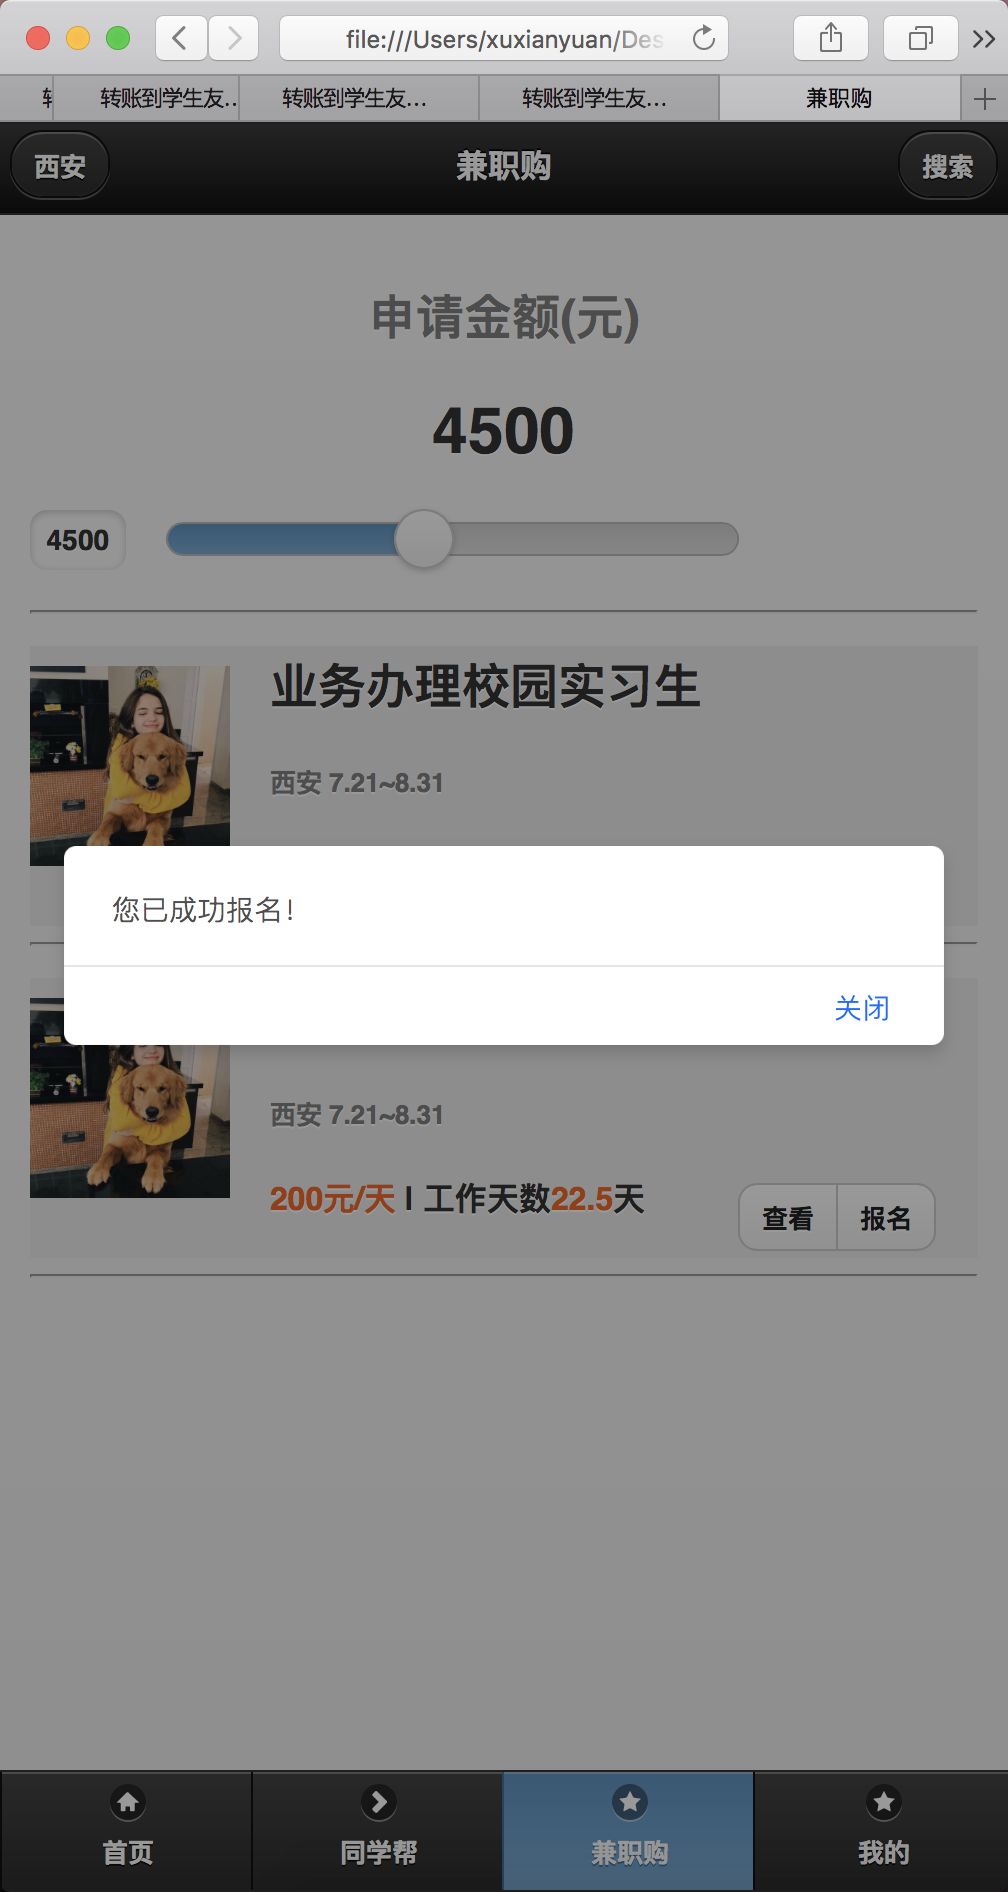 file:///Users/xuxianyuan/Des
转账到学生友... 转账到学生友... 转账到学生友... 兼职购
西安 兼职购 搜索
申请金额(元)
4500
4500
业务办理校园实习生
西安 7.21~8.31
您已成功报名！
关闭
西安 7.21~8.31
200元/天 I 工作天数22.5天
查看 报名
首页 同学帮 兼职购 我的